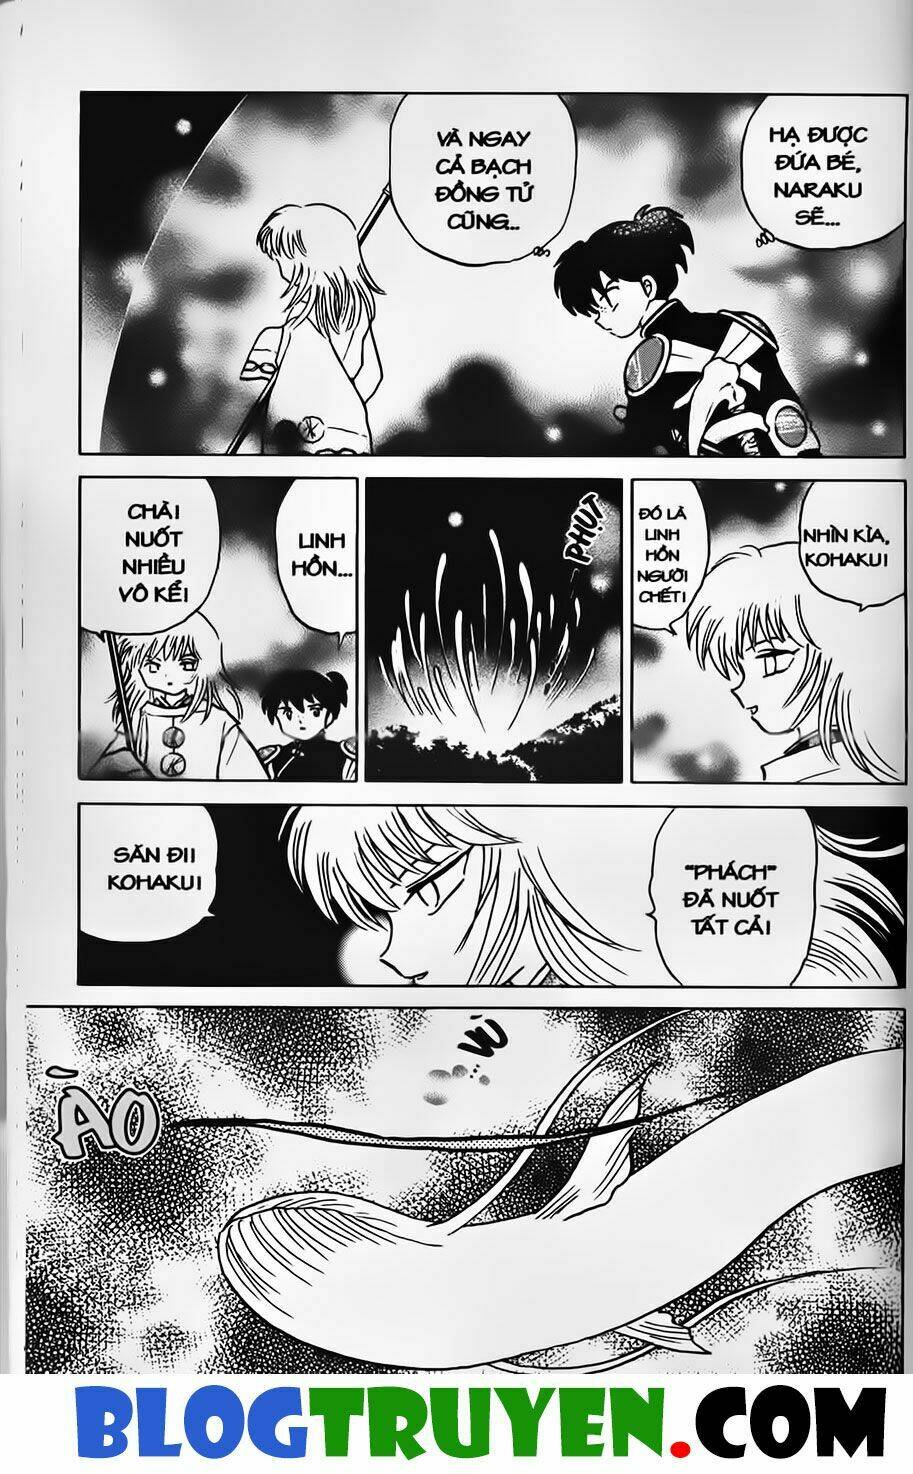 HẠ ĐƯỢC
ĐỨA BÉ,
NARAKU
SẼ...
VÀ NGAY
CẢ BẠCH
ĐỒNG TỬ
CŨNG...
NHÌN KÌA,
KOHAKU!
ĐÓ LÀ
LINH
HỒN
NGƯỜI
CHẾT!
PHỤT
LINH
HỒN...
CHÀ!
NUỐT
NHIỀU
VÔ KỂ!
"PHÁCH"
ĐÃ NUỐT
TẤT CẢ!
SĂN ĐI!
KOHAKU!
VÙ
ÀO
BLOGTRUYEN.COM